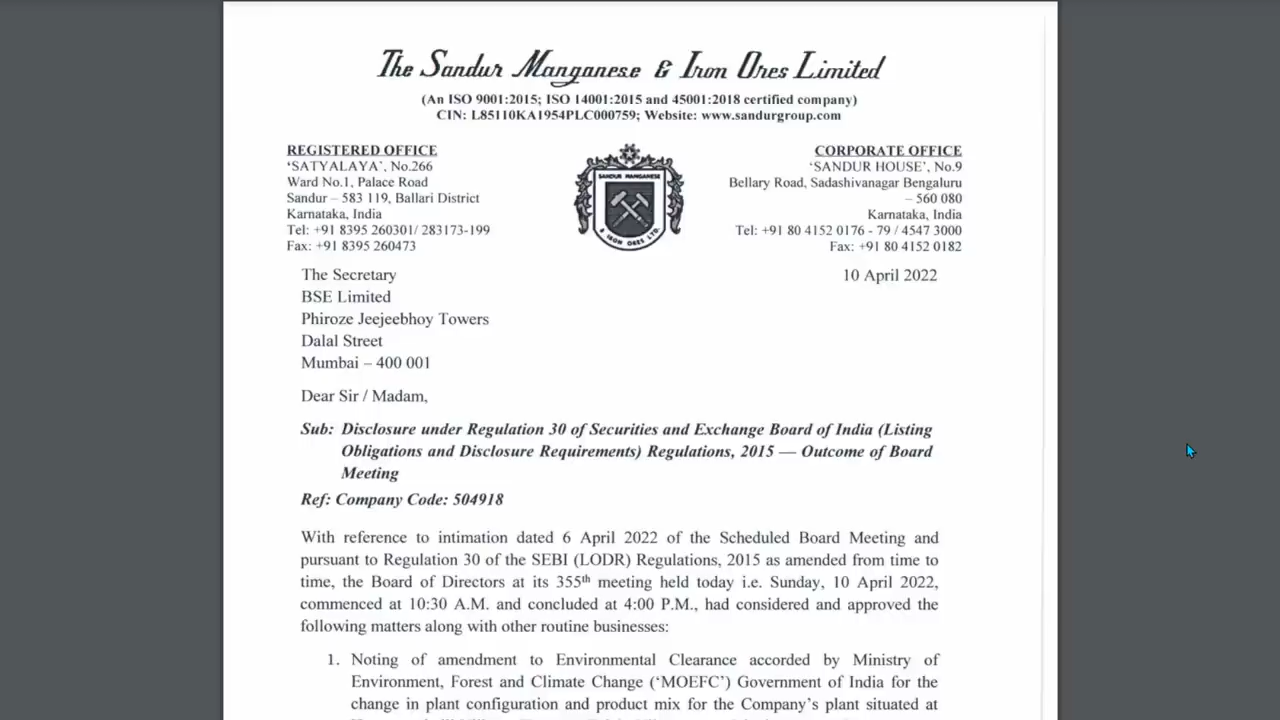 The Sandur Manganese & Iron Ores Limited
(An ISO 9001:2015; ISO 14001:2015 and 45001:2018 certified company)
CIN: L85110KA1954PLC000759; Website: www.sandurgroup.com
REGISTERED OFFICE
‘SATYALAYA’, No.266
Ward No.1, Palace Road
Sandur – 583 119, Ballari District
Karnataka, India
Tel: +91 8395 260301/ 283173-199
Fax: +91 8395 260473
SANDUR MANGANESE
& IRON ORES LTD.
CORPORATE OFFICE
‘SANDUR HOUSE’, No.9
Bellary Road, Sadashivanagar Bengaluru
– 560 080
Karnataka, India
Tel: +91 80 4152 0176 - 79 / 4547 3000
Fax: +91 80 4152 0182
The Secretary
10 April 2022
BSE Limited
Phiroze Jeejeebhoy Towers
Dalal Street
Mumbai – 400 001
Dear Sir / Madam,
Sub: Disclosure under Regulation 30 of Securities and Exchange Board of India (Listing
Obligations and Disclosure Requirements) Regulations, 2015 — Outcome of Board
Meeting
Ref: Company Code: 504918
With reference to intimation dated 6 April 2022 of the Scheduled Board Meeting and
pursuant to Regulation 30 of the SEBI (LODR) Regulations, 2015 as amended from time to
time, the Board of Directors at its 355th meeting held today i.e. Sunday, 10 April 2022,
commenced at 10:30 A.M. and concluded at 4:00 P.M., had considered and approved the
following matters along with other routine businesses:
1. Noting of amendment to Environmental Clearance accorded by Ministry of
Environment, Forest and Climate Change (‘MOEFC’) Government of India for the
change in plant configuration and product mix for the Company’s plant situated at